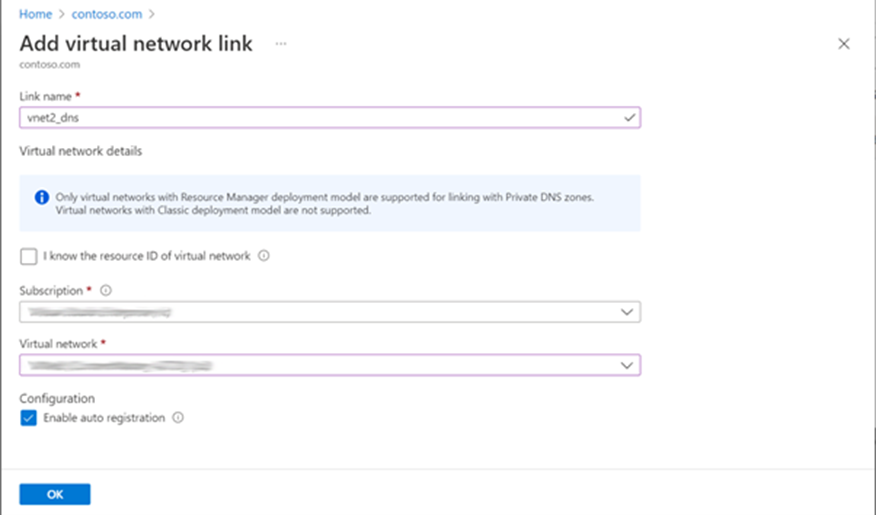 Home > contoso.com >
Add virtual network link ...
contoso.com
Link name *
vnet2_dns
Virtual network details
Only virtual networks with Resource Manager deployment model are supported for linking with Private DNS zones.
Virtual networks with Classic deployment model are not supported.
I know the resource ID of virtual network
Subscription *
Virtual network *
Configuration
Enable auto registration
OK